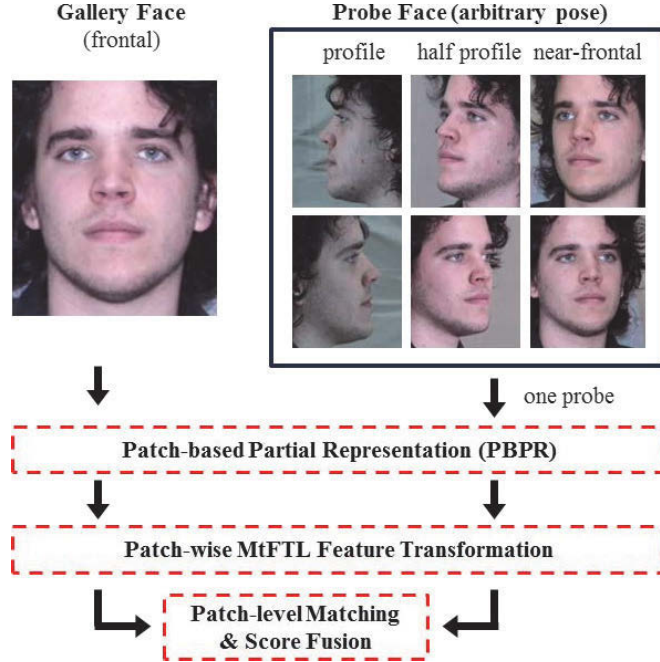 Gallery Face
(frontal)
Probe Face (arbitrary pose)
profile half profile near-frontal
one probe
Patch-based Partial Representation (PBPR)
Patch-wise MtFTL Feature Transformation
Patch-level Matching
& Score Fusion